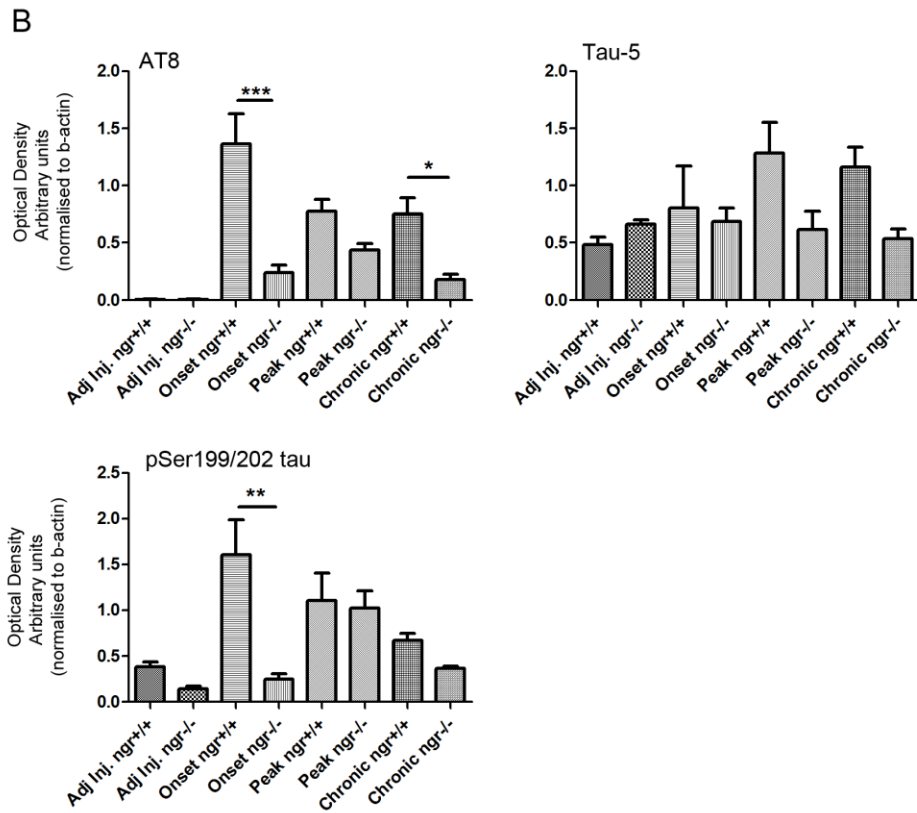 B
AT8
Optical Density
Arbitrary units
(normalised to b-actin)
2.0
1.5
1.0
0.5
0.0
***
*
Adj Inj. ngr+/+
Adj Inj. ngr-/-
Onset ngr+/+
Onset ngr-/-
Peak ngr+/+
Peak ngr-/-
Chronic ngr+/+
Chronic ngr-/-
Tau-5
2.0
1.5
1.0
0.5
0.0
Adj Inj. ngr+/+
Adj Inj. ngr-/-
Onset ngr+/+
Onset ngr-/-
Peak ngr+/+
Peak ngr-/-
Chronic ngr+/+
Chronic ngr-/-
pSer199/202 tau
Optical Density
Arbitrary units
(normalised to b-actin)
2.5
2.0
1.5
1.0
0.5
0.0
**
Adj Inj. ngr+/+
Adj Inj. ngr-/-
Onset ngr+/+
Onset ngr-/-
Peak ngr+/+
Peak ngr-/-
Chronic ngr+/+
Chronic ngr-/-